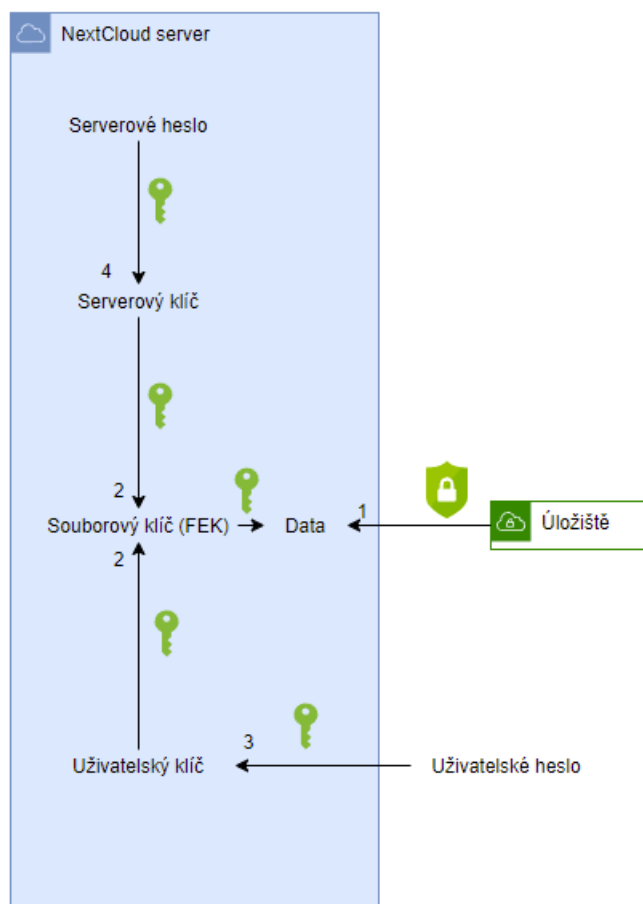 NextCloud server
Serverové heslo
4
Serverový klíč
2
1
Souborový klíč (FEK)
Data
Úložiště
2
3
Uživatelský klíč
Uživatelské heslo